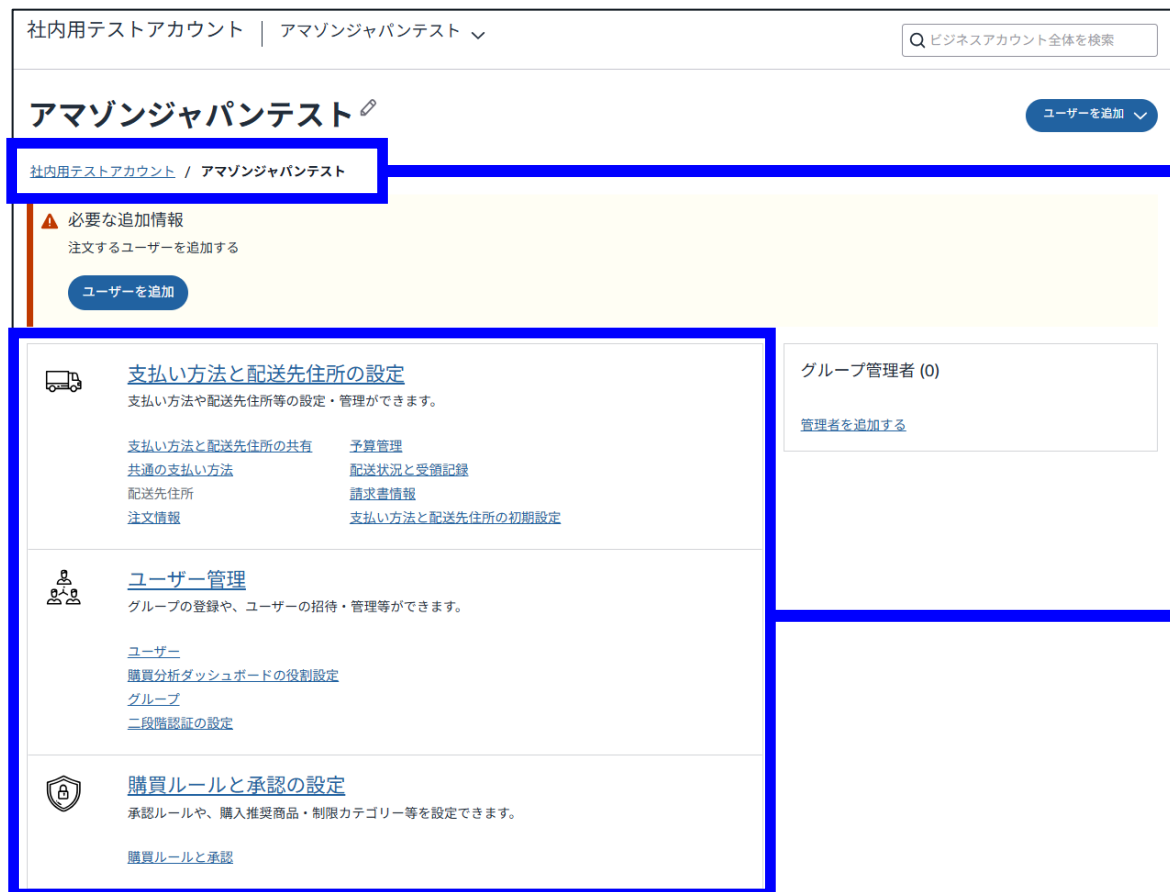 社内用テストアカウント | アマゾンジャパンテスト
ビジネスアカウント全体を検索
アマゾンジャパンテスト
ユーザーを追加
社内用テストアカウント / アマゾンジャパンテスト
必要な追加情報
注文するユーザーを追加する
ユーザーを追加
支払い方法と配送先住所の設定
支払い方法や配送先住所等の設定・管理ができます。
支払い方法と配送先住所の共有
共通の支払い方法
配送先住所
注文情報
予算管理
配送状況と受領記録
請求書情報
支払い方法と配送先住所の初期設定
グループ管理者 (0)
管理者を追加する
ユーザー管理
グループの登録や、ユーザーの招待・管理等ができます。
ユーザー
購買分析ダッシュボードの役割設定
グループ
二段階認証の設定
購買ルールと承認の設定
承認ルールや、購入推奨商品・制限カテゴリー等を設定できます。
購買ルールと承認